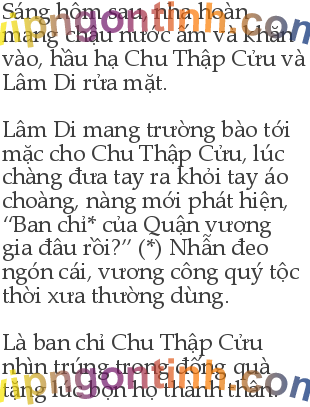 Sáng hôm sau, nha hoàn
mang chậu nước ấm và khăn
vào, hầu hạ Chu Thập Cửu và
Lâm Di rửa mặt.

Lâm Di mang trường bào tới
mặc cho Chu Thập Cửu, lúc
chàng đưa tay ra khỏi tay áo
choàng, nàng mới phát hiện,
“Ban chỉ* của Quận vương
gia đâu rồi?” (*) Nhẫn đeo
ngón cái, vương công quý tộc
thời xưa thường dùng.

Là ban chỉ Chu Thập Cửu
nhìn trúng trong đống quà
tặng lúc bọn họ thành thân.
vipngontinh.com
vipngontinh.com